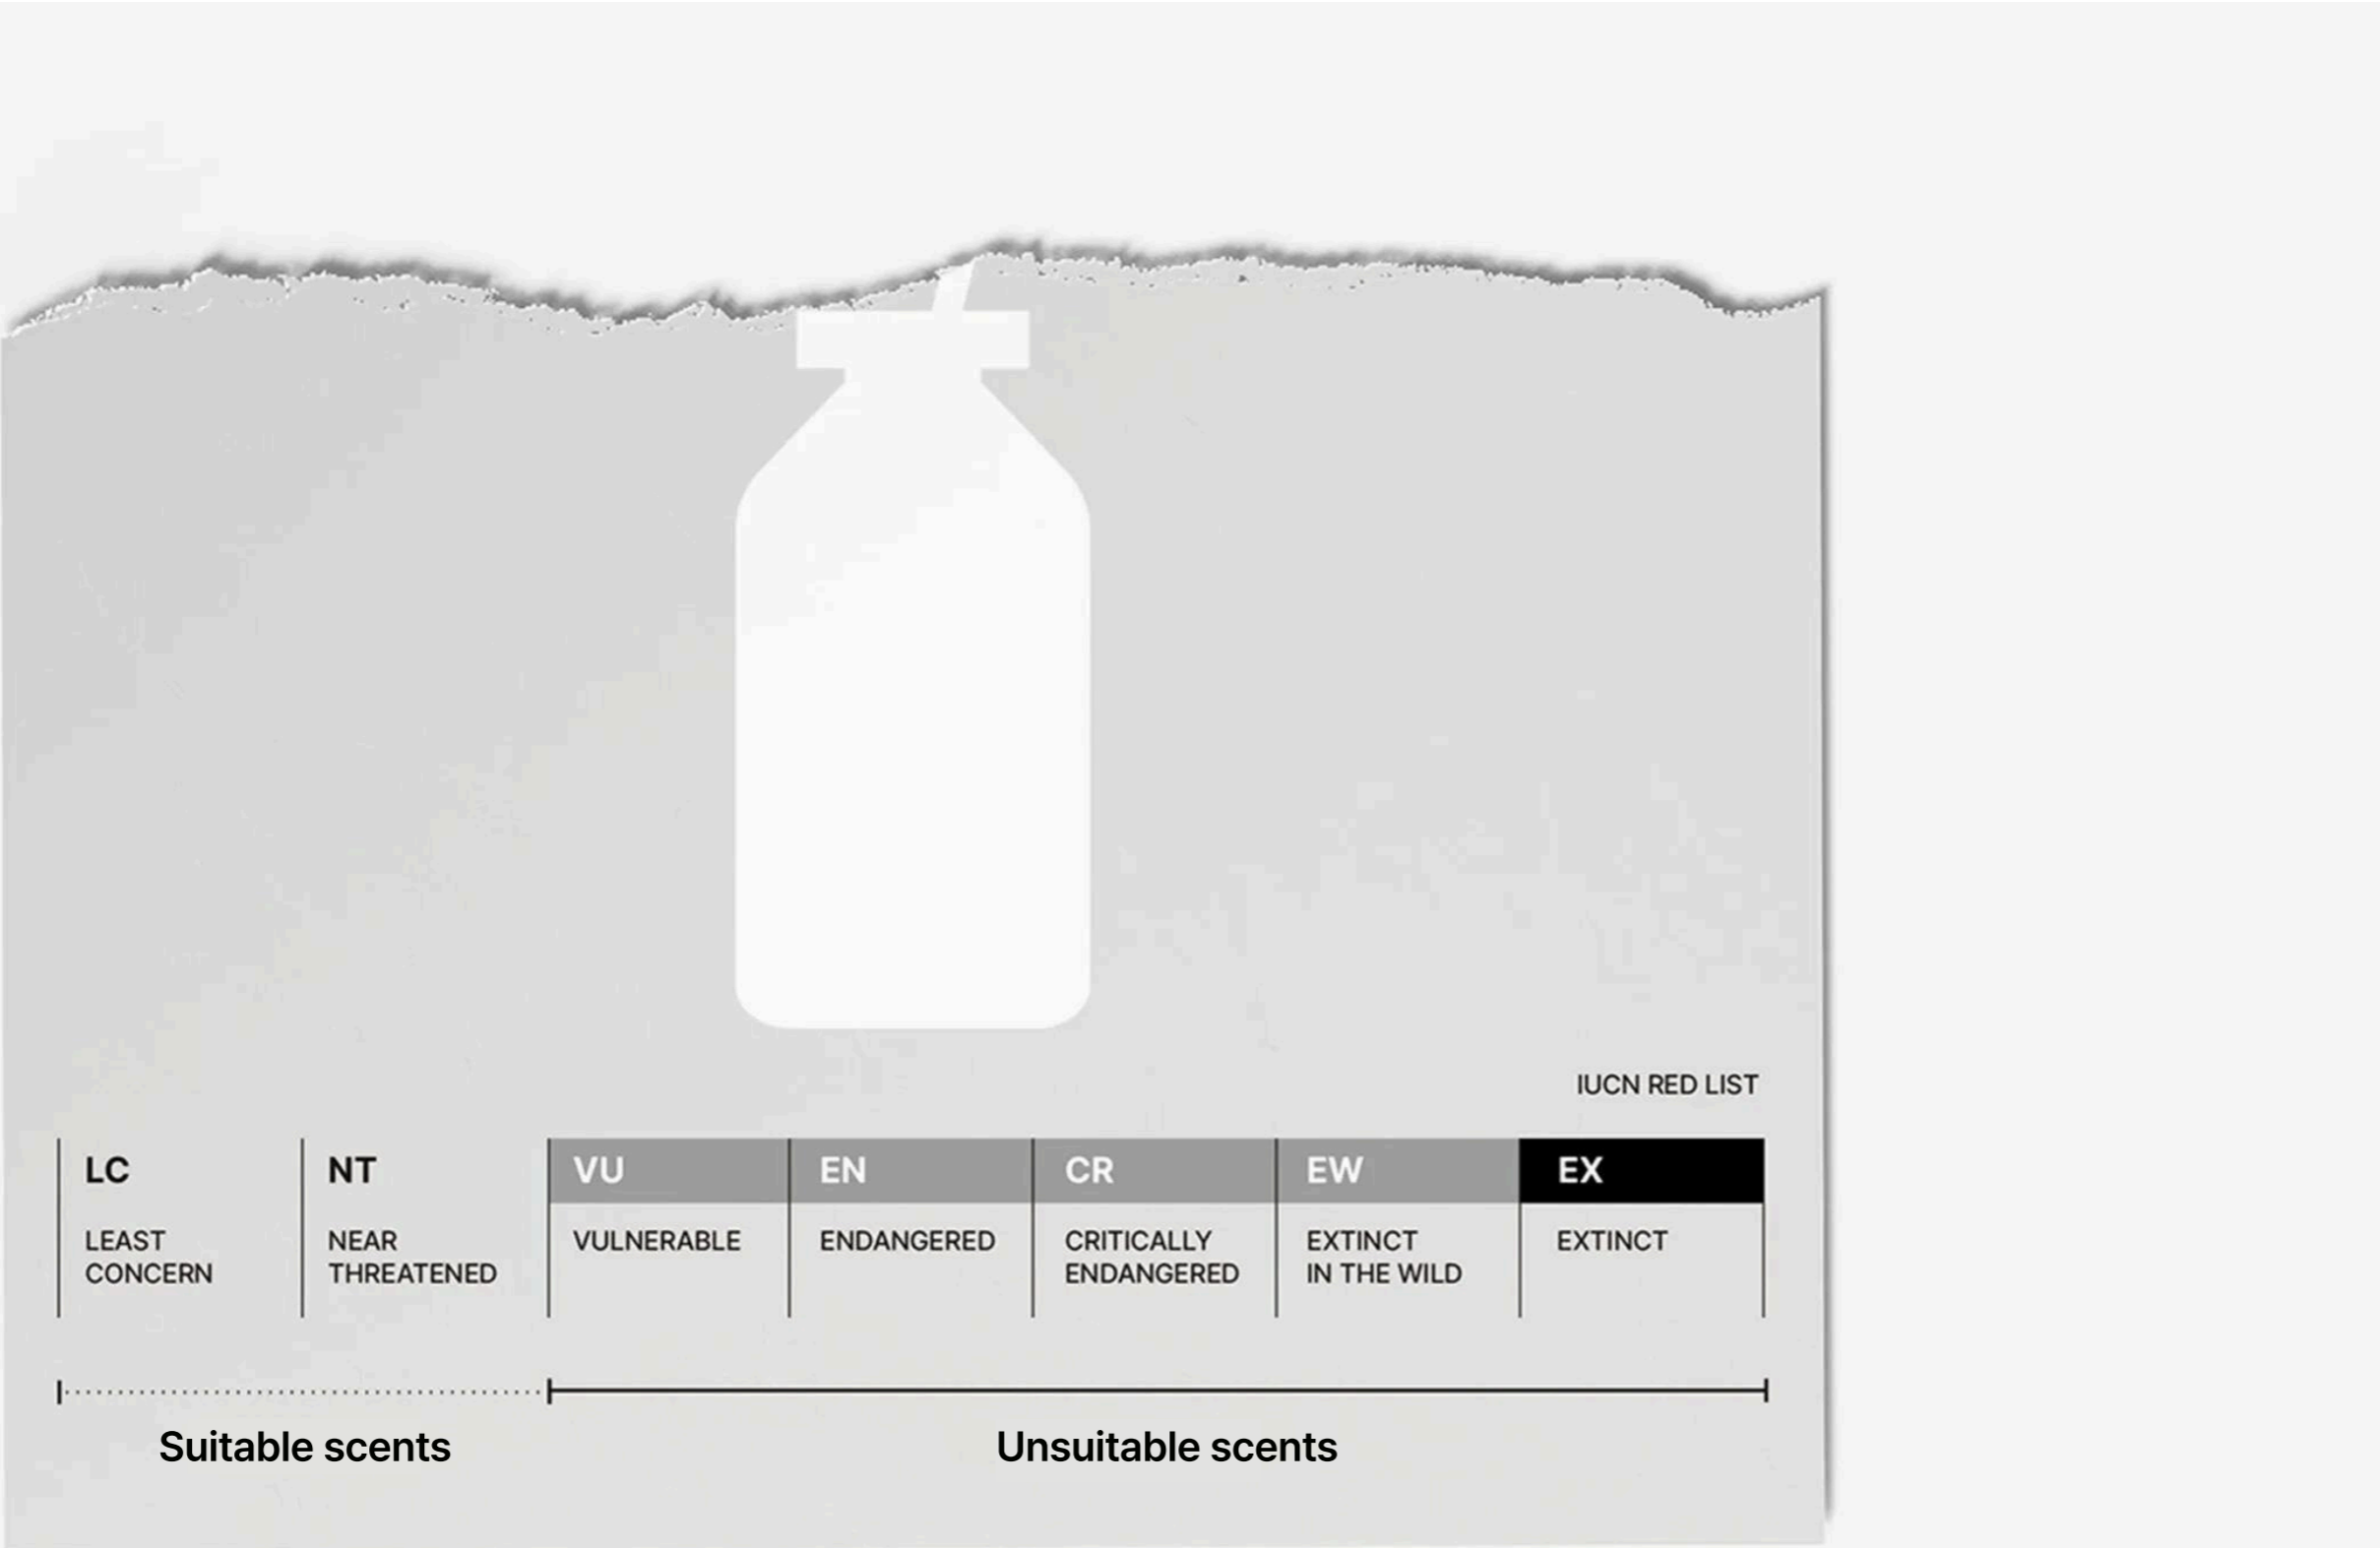 IUCN RED LIST
LC
NT
VU
EN
CR
EW
EX
LEAST
CONCERN
NEAR
THREATENED
VULNERABLE
ENDANGERED
CRITICALLY
ENDANGERED
EXTINCT
IN THE WILD
EXTINCT
Suitable scents
Unsuitable scents